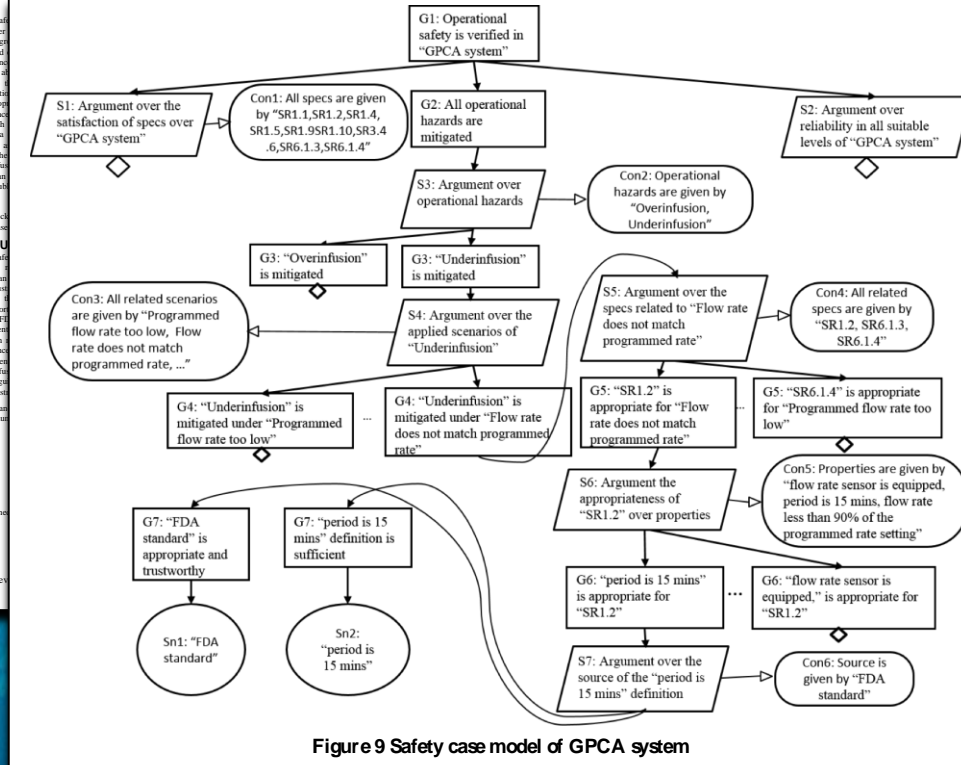 G1: Operational
safety is verified in
“GPCA system”
S1: Argument over the
satisfaction of specs over
“GPCA system”
Con1: All specs are given
by “SR1.1,SR1.2,SR1.4,
SR1.5,SR1.9SR1.10,SR3.4
.6,SR6.1.3,SR6.1.4”
G2: All operational
hazards are
mitigated
S2: Argument over
reliability in all suitable
levels of “GPCA system”
S3: Argument over
operational hazards
Con2: Operational
hazards are given by
“Overinfusion,
Underinfusion”
G3: “Overinfusion”
is mitigated
G3: “Underinfusion”
is mitigated
Con3: All related scenarios
are given by “Programmed
flow rate too low, Flow
rate does not match
programmed rate, …”
S4: Argument over the
applied scenarios of
“Underinfusion”
S5: Argument over the
specs related to “Flow rate
does not match
programmed rate”
Con4: All related
specs are given by
“SR1.2, SR6.1.3,
SR6.1.4”
G4: “Underinfusion” is
mitigated under “Programmed
flow rate too low”
...
G4: “Underinfusion” is
mitigated under “Flow rate
does not match programmed
rate”
G5: “SR1.2” is
appropriate for “Flow
rate does not match
programmed rate”
...
G5: “SR6.1.4” is appropriate
for “Programmed flow rate too
low”
S6: Argument the
appropriateness of
“SR1.2” over properties
Con5: Properties are given by
“flow rate sensor is equipped,
period is 15 mins, flow rate
less than 90% of the
programmed rate setting”
G7: “FDA
standard” is
appropriate and
trustworthy
G7: “period is 15
mins” definition is
sufficient
G6: “period is 15 mins”
is appropriate for
“SR1.2”
...
G6: “flow rate sensor is
equipped,” is appropriate for
“SR1.2”
Sn1: “FDA
standard”
Sn2:
“period is
15 mins”
S7: Argument over the
source of the “period is
15 mins” definition
Con6: Source is
given by “FDA
standard”
Figure 9 Safety case model of GPCA system